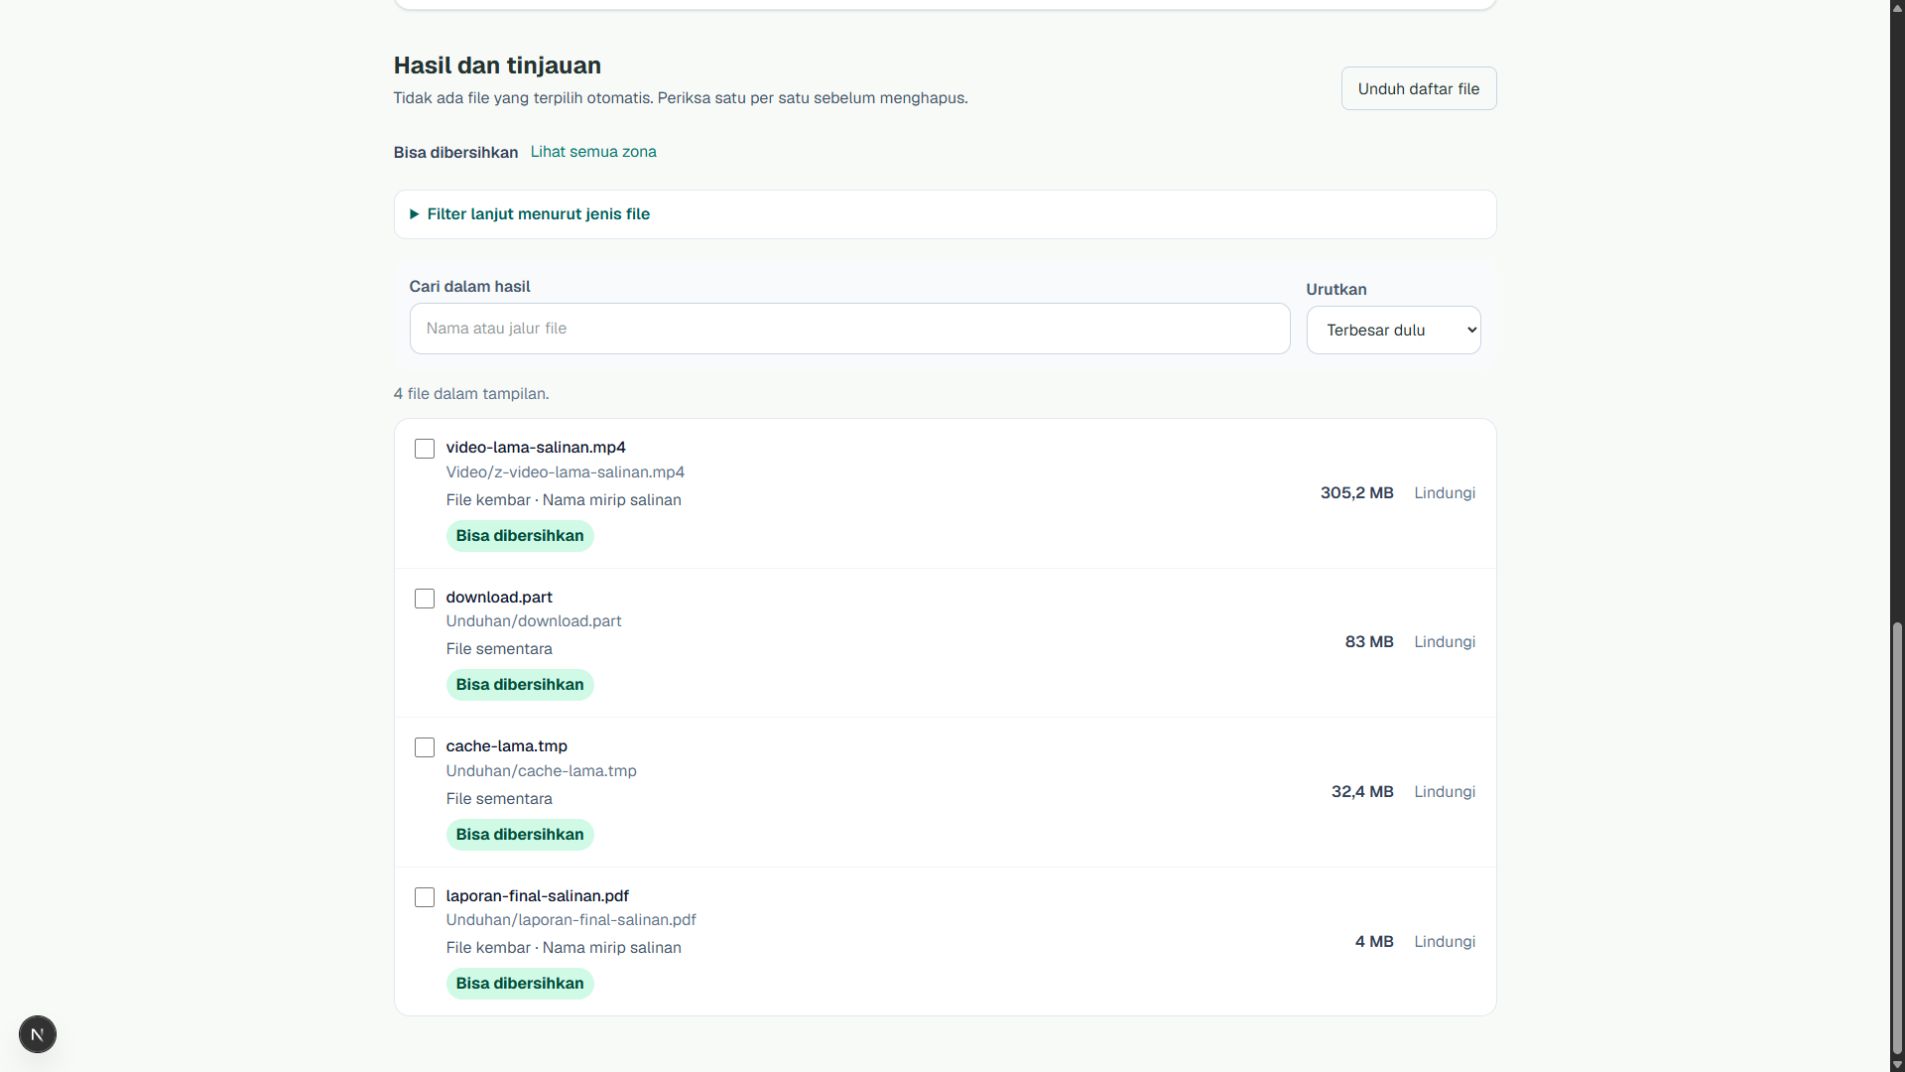 Hasil dan tinjauan
Tidak ada file yang terpilih otomatis. Periksa satu per satu sebelum menghapus.
Unduh daftar file
Bisa dibersihkan Lihat semua zona
▶ Filter lanjut menurut jenis file
Cari dalam hasil
Nama atau jalur file
Urutkan
Terbesar dulu
4 file dalam tampilan.
video-lama-salinan.mp4
Video/z-video-lama-salinan.mp4
File kembar · Nama mirip salinan
Bisa dibersihkan
305,2 MB Lindungi
download.part
Unduhan/download.part
File sementara
Bisa dibersihkan
83 MB Lindungi
cache-lama.tmp
Unduhan/cache-lama.tmp
File sementara
Bisa dibersihkan
32,4 MB Lindungi
laporan-final-salinan.pdf
Unduhan/laporan-final-salinan.pdf
File kembar · Nama mirip salinan
Bisa dibersihkan
4 MB Lindungi
N